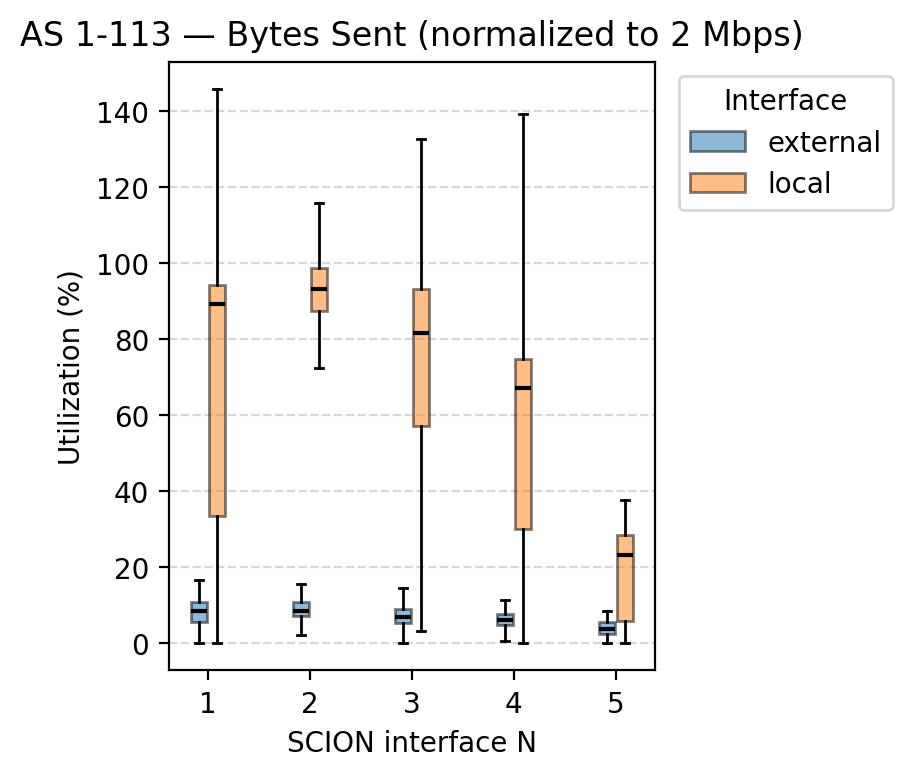 AS 1-113 — Bytes Sent (normalized to 2 Mbps)
Interface
external
local
Utilization (%)
140
120
100
80
60
40
20
0
1 2 3 4 5
SCION interface N